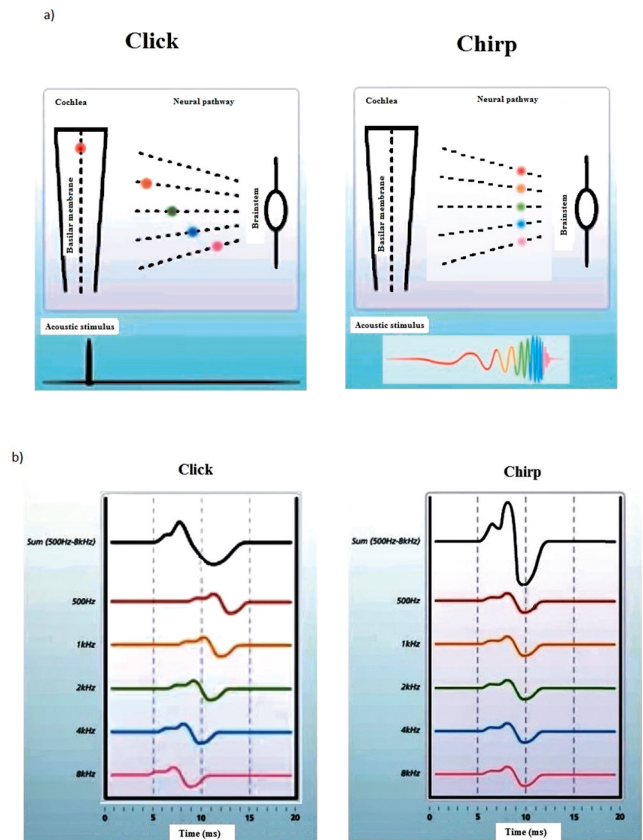 a)
Click
Chirp
Cochlea
Neural pathway
Basilar membrane
Brainstem
Acoustic stimulus
Cochlea
Neural pathway
Basilar membrane
Brainstem
Acoustic stimulus
b)
Click
Chirp
Sum (500Hz-8kHz)
500Hz
1kHz
2kHz
4kHz
8kHz
0 5 10 15 20
Time (ms)
Sum (500Hz-8kHz)
500Hz
1kHz
2kHz
4kHz
8kHz
0 5 10 15 20
Time (ms)